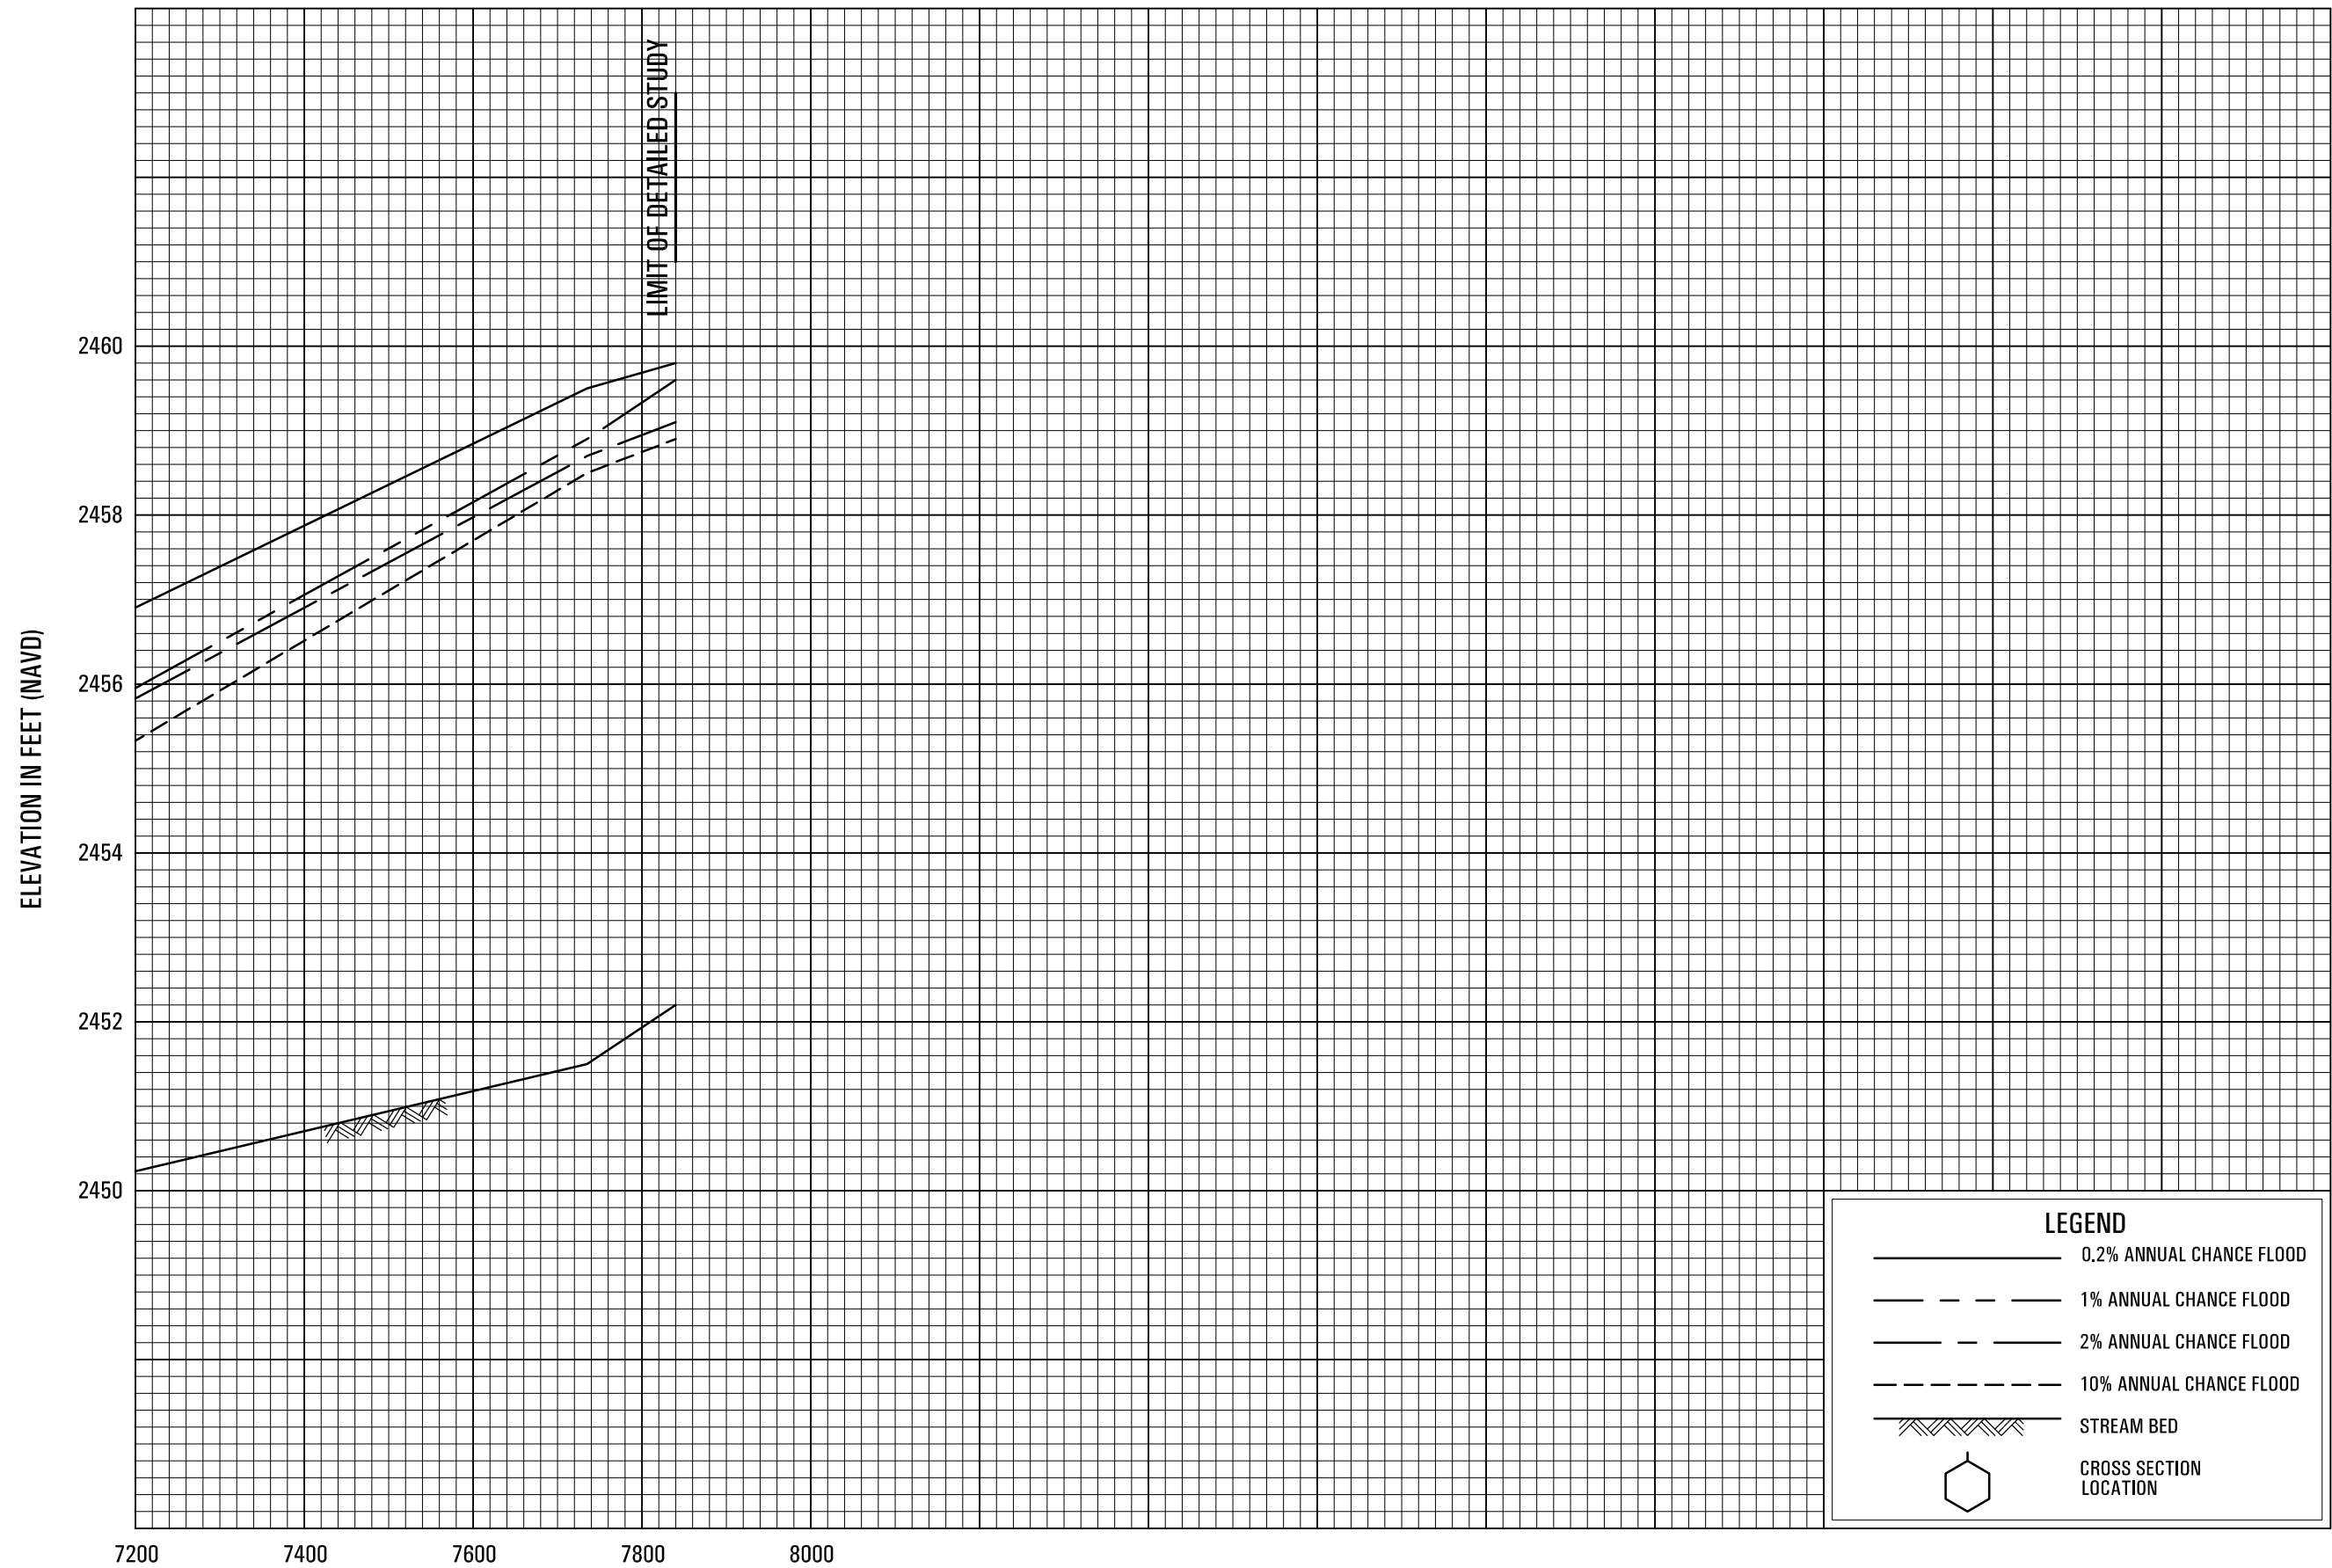 LIMIT OF DETAILED STUDY
ELEVATION IN FEET (NAVD)
2460
2458
2456
2454
2452
2450
7200 7400 7600 7800 8000
LEGEND
0.2% ANNUAL CHANCE FLOOD
1% ANNUAL CHANCE FLOOD
2% ANNUAL CHANCE FLOOD
10% ANNUAL CHANCE FLOOD
STREAM BED
CROSS SECTION
LOCATION